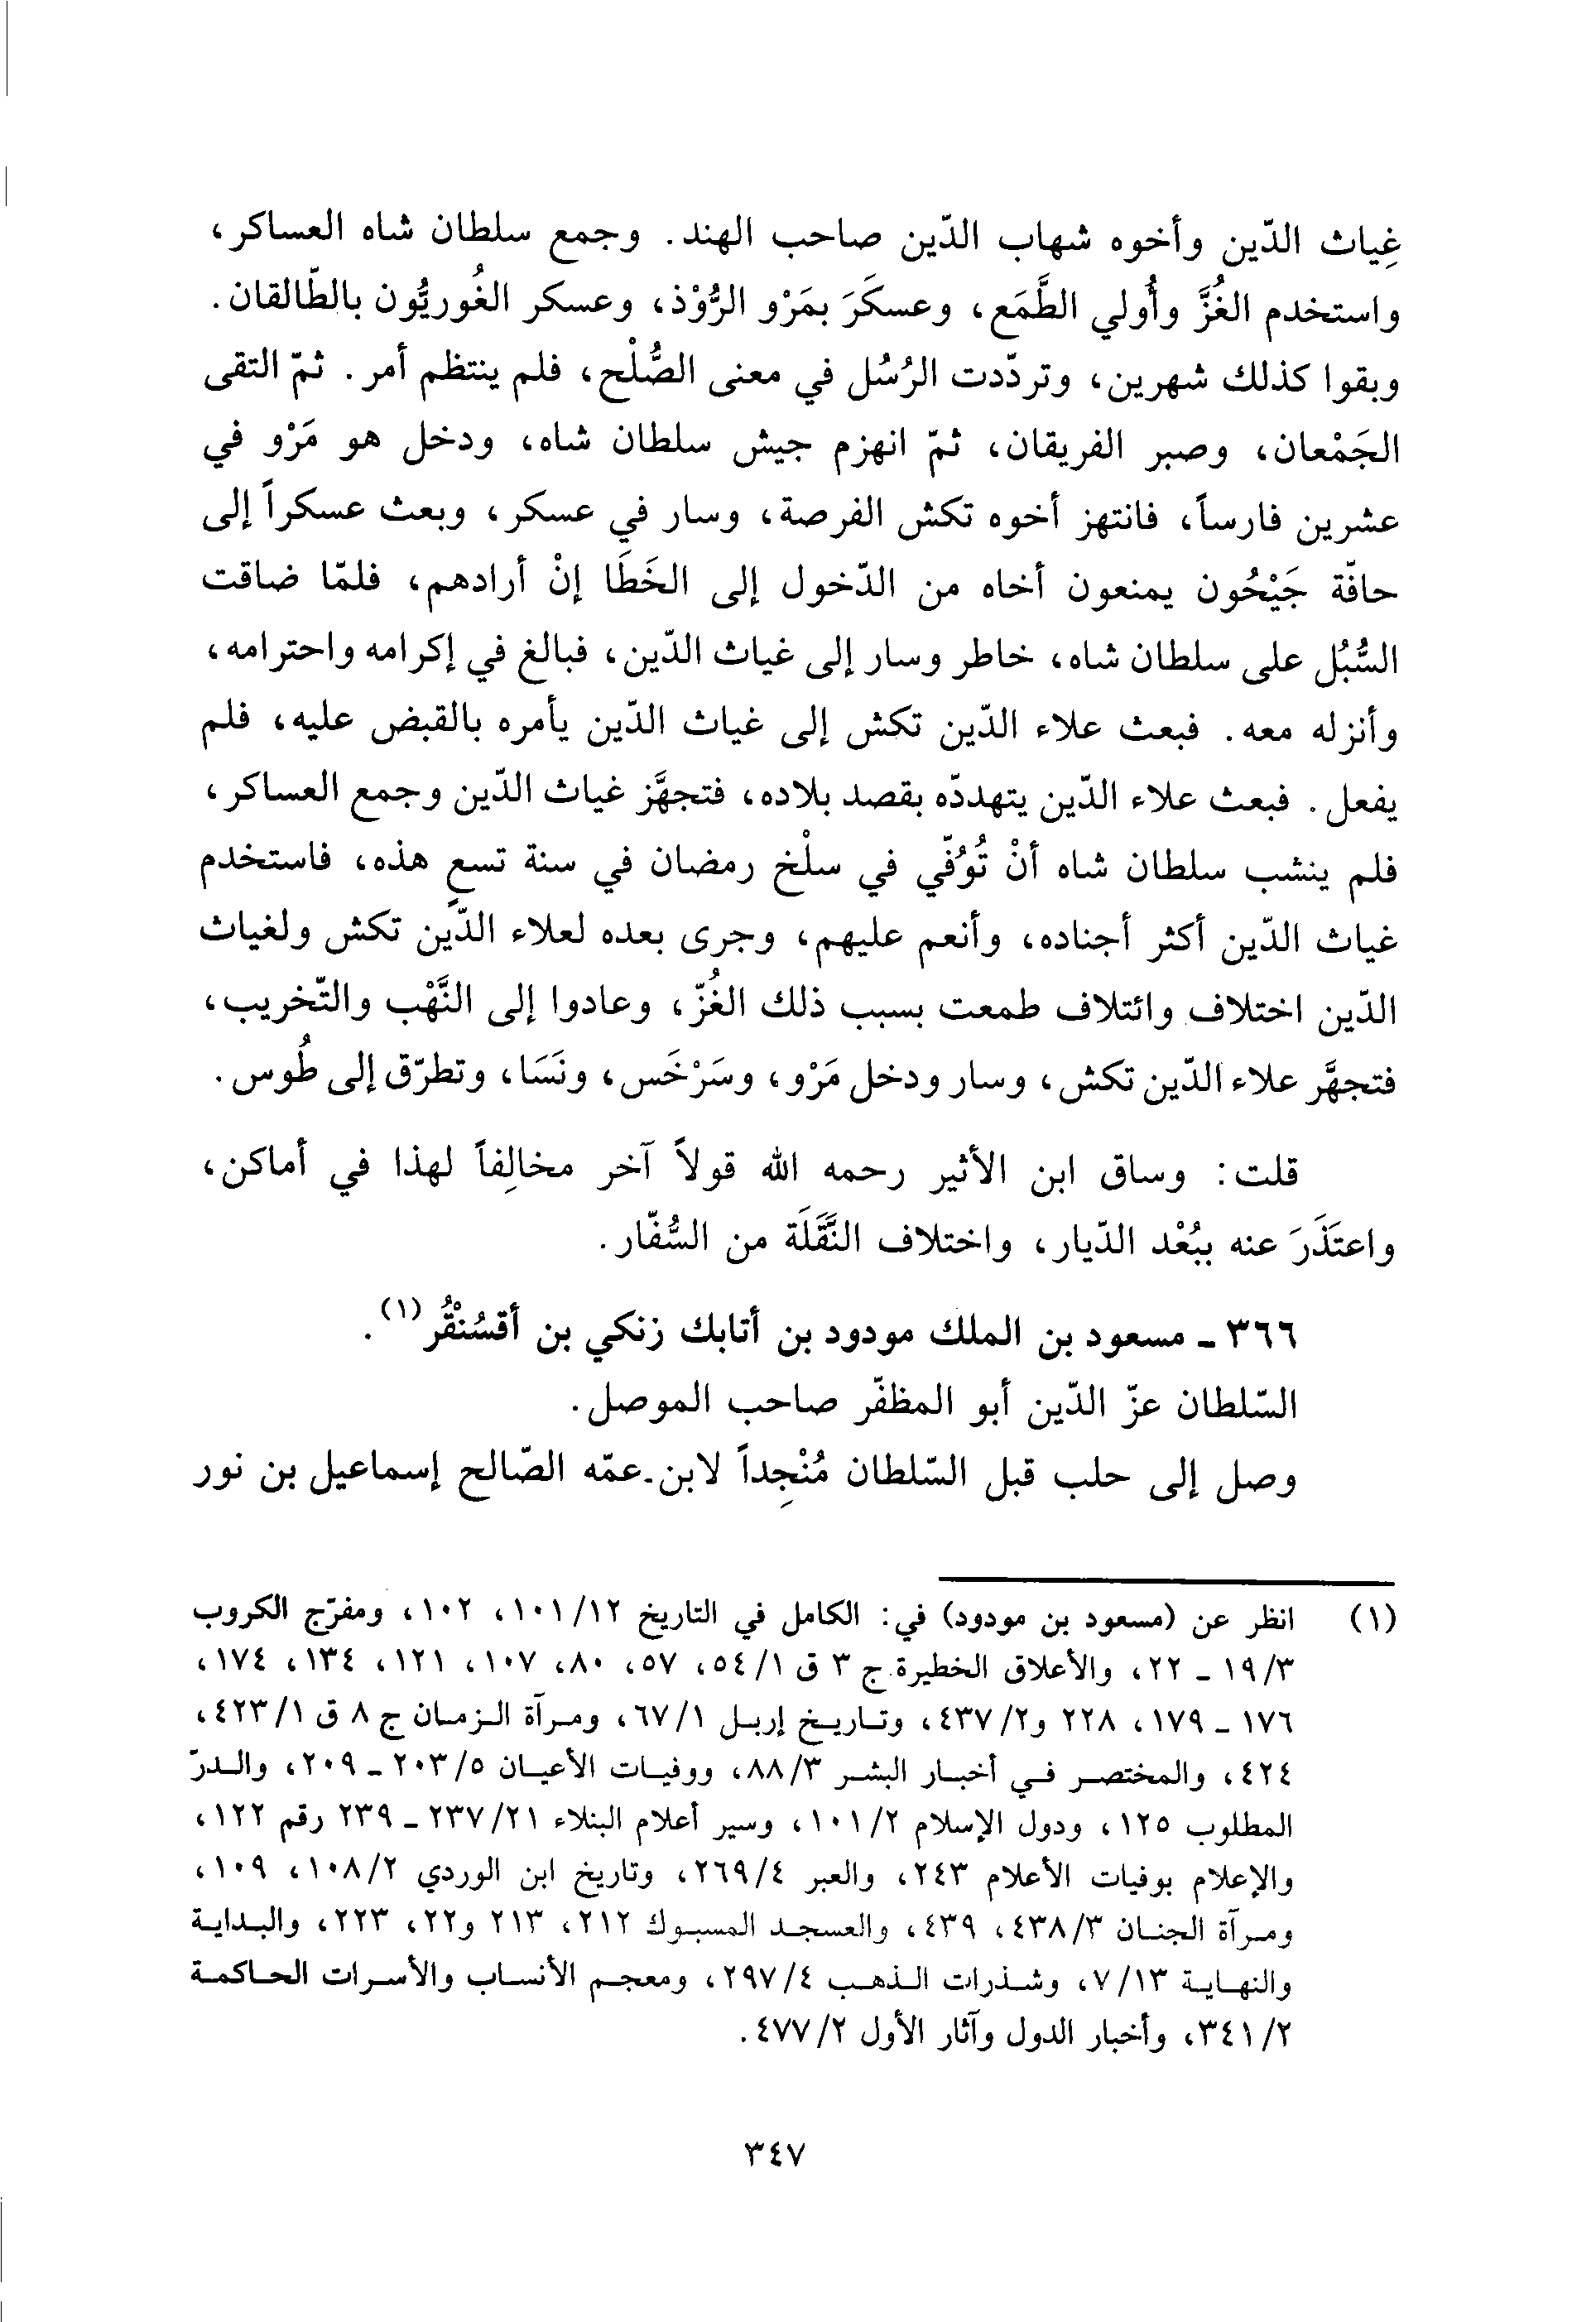 غِياث الدّين وأخوه شهاب الدّين صاحب الهند. وجمع سلطان شاه العساكر،
واستخدم الغُزَّ وأُولي الطَّمَع، وعسكَرَ بمَرْو الرُّوْذ، وعسكر الغُوريُّون بالطّالقان.
وبقوا كذلك شهرين، وتردّدت الرُسُل في معنى الصُّلْح، فلم ينتظم أمر. ثمّ التقى
الجَمْعان، وصبر الفريقان، ثمّ انهزم جيش سلطان شاه، ودخل هو مَرْو في
عشرين فارساً، فانتهز أخوه تكش الفرصة، وسار في عسكر، وبعث عسكراً إلى
حافّة جَيْحُون يمنعون أخاه من الدّخول إلى الخَطَا إنْ أرادهم، فلمّا ضاقت
السُّبُل على سلطان شاه، خاطر وسار إلى غياث الدّين، فبالغ في إكرامه واحترامه،
وأنزله معه. فبعث علاء الدّين تكش إلى غياث الدّين يأمره بالقبض عليه، فلم
يفعل. فبعث علاء الدّين يتهددّه بقصد بلاده، فتجهَّز غياث الدّين وجمع العساكر،
فلم ينشب سلطان شاه أنْ تُوُفّي في سلْخ رمضان في سنة تسعٍ هذه، فاستخدم
غياث الدّين أكثر أجناده، وأنعم عليهم، وجرى بعده لعلاء الدّين تكش ولغياث
الدّين اختلاف وائتلاف طمعت بسبب ذلك الغُزّ، وعادوا إلى النَّهْب والتّخريب،
فتجهَّر علاء الدّين تكش، وسار ودخل مَرْو، وسَرْخَس، ونَسَا، وتطرّق إلى طُوس.
قلت: وساق ابن الأثير رحمه الله قولاً آخر مخالِفاً لهذا في أماكن،
واعتَذَرَ عنه ببُعْد الدّيار، واختلاف النَّقَلَة من السُّفّار.
٣٦٦ - مسعود بن الملك مودود بن أتابك زنكي بن أقسُنْقُر(١).
السّلطان عزّ الدّين أبو المظفّر صاحب الموصل.
وصل إلى حلب قبل السّلطان مُنْجِداً لابن عمّه الصّالح إسماعيل بن نور
(١) انظر عن (مسعود بن مودود) في: الكامل في التاريخ ١٠١/١٢، ١٠٢، ومفرّج الكروب
١٩/٣ - ٢٢، والأعلاق الخطيرة ج ٣ ق ٥٤/١، ٥٧، ٨٠، ١٠٧، ١٢١، ١٣٤، ١٧٤،
١٧٦ - ١٧٩، ٢٢٨ و٤٣٧/٢، وتاريخ إربل ٦٧/١، ومرآة الزمان ج ٨ ق ٤٢٣/١،
٤٢٤، والمختصر في أخبار البشر ٨٨/٣، ووفيات الأعيان ٢٠٣/٥ - ٢٠٩، والدرّ
المطلوب ١٢٥، ودول الإسلام ١٠١/٢، وسير أعلام البنلاء ٢٣٧/٢١ - ٢٣٩ رقم ١٢٢،
والإعلام بوفيات الأعلام ٢٤٣، والعبر ٢٦٩/٤، وتاريخ ابن الوردي ١٠٨/٢، ١٠٩،
ومرآة الجنان ٤٣٨/٣، ٤٣٩، والعسجد المسبوك ٢١٢، ٢١٣ و٢٢، ٢٢٣، والبداية
والنهاية ٧/١٣، وشذرات الذهب ٢٩٧/٤، ومعجم الأنساب والأسرات الحاكمة
٣٤١/٢، وأخبار الدول وآثار الأول ٤٧٧/٢.
٣٤٧